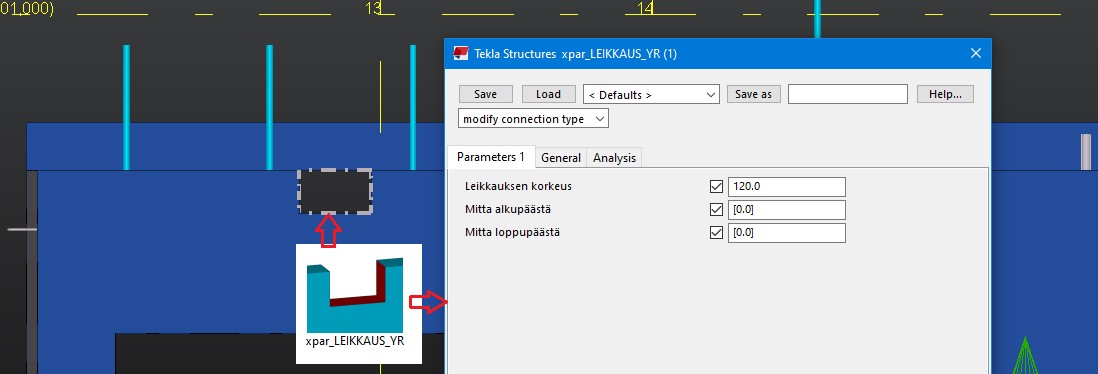 01,000)
13
14
Tekla Structures xpar_LEIKKAUS_YR (1)
Save
Load
< Defaults >
Save as
Help...
modify connection type
Parameters 1
General
Analysis
Leikkauksen korkeus
120.0
Mitta alkupäästä
[0.0]
Mitta loppupäästä
[0.0]
xpar_LEIKKAUS_YR